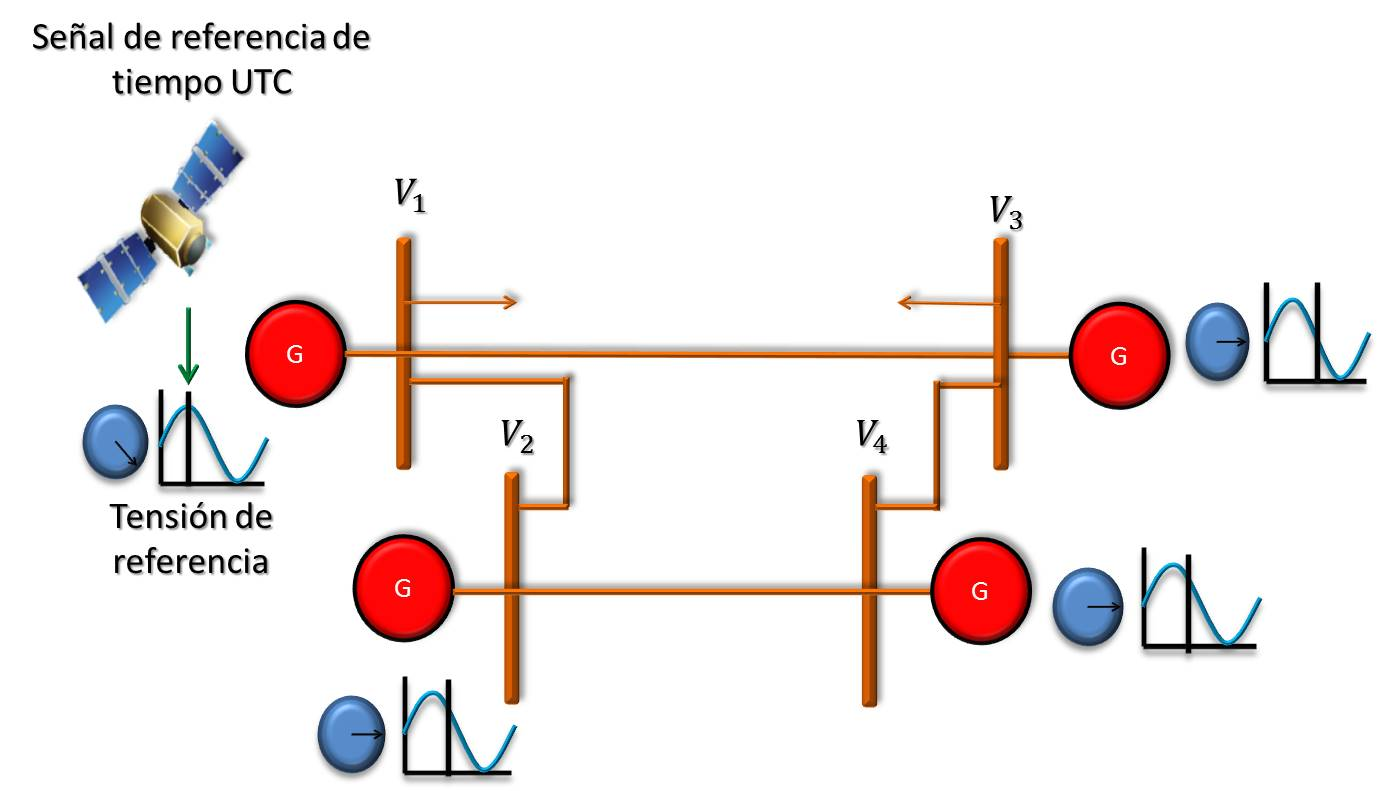 Señal de referencia de
tiempo UTC
V₁
V₃
G
G
V₂
V₄
Tensión de
referencia
G
G